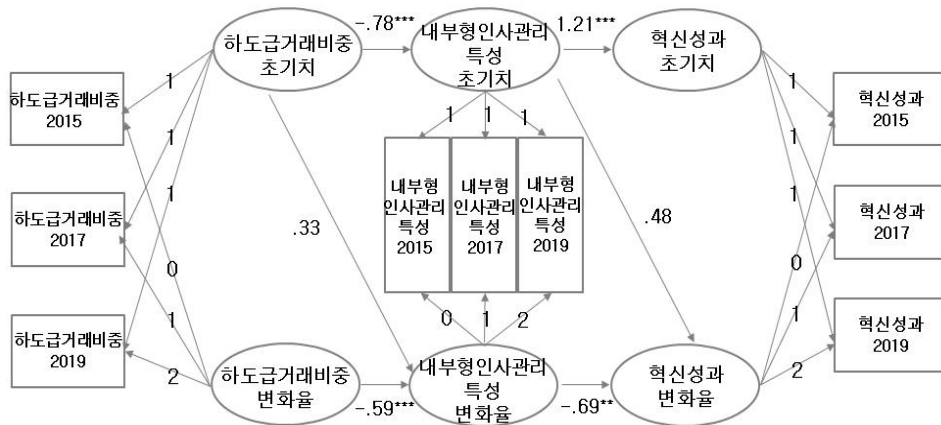 -.78***
1.21***
하도급거래비중
초기치
내부형인사관리
특성
초기치
혁신성과
초기치
하도급거래비중
2015
하도급거래비중
2017
하도급거래비중
2019
1
1
1
0
1
2
1
1
1
내부형
인사관리
특성
2015
내부형
인사관리
특성
2017
내부형
인사관리
특성
2019
0
1
2
.33
.48
1
1
1
0
1
2
혁신성과
2015
혁신성과
2017
혁신성과
2019
하도급거래비중
변화율
내부형인사관리
특성
변화율
혁신성과
변화율
-.59***
-.69**